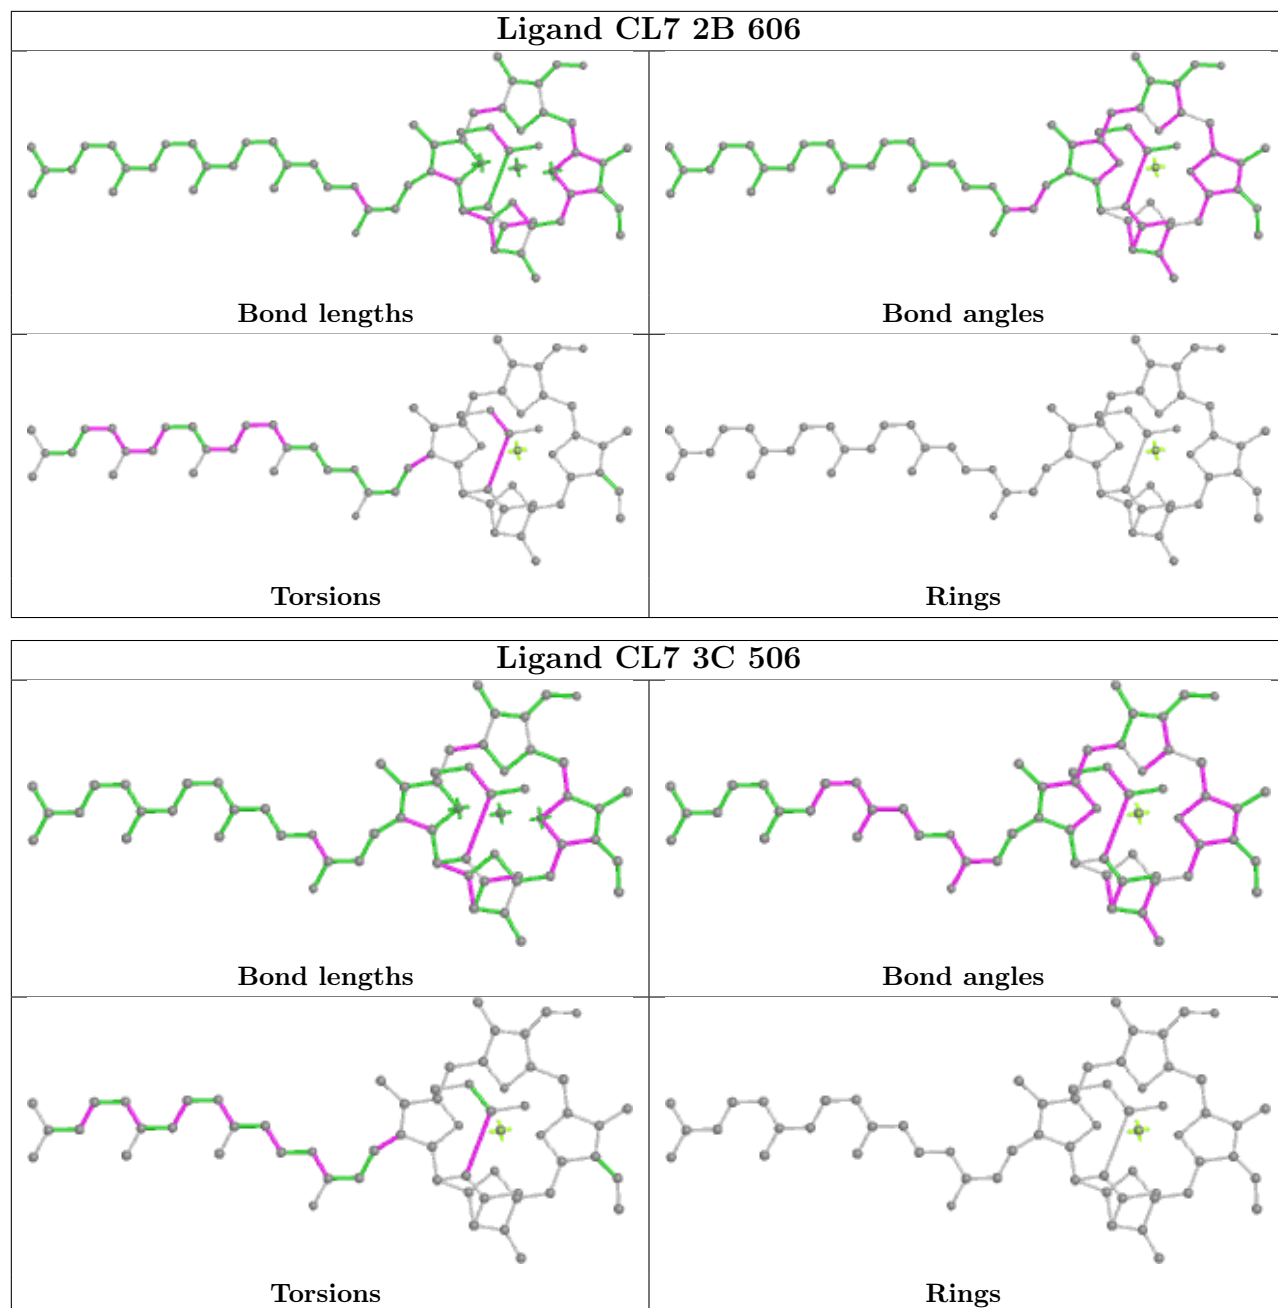 Ligand CL7 2B 606
Bond lengths
Bond angles
Torsions
Rings
Ligand CL7 3C 506
Bond lengths
Bond angles
Torsions
Rings